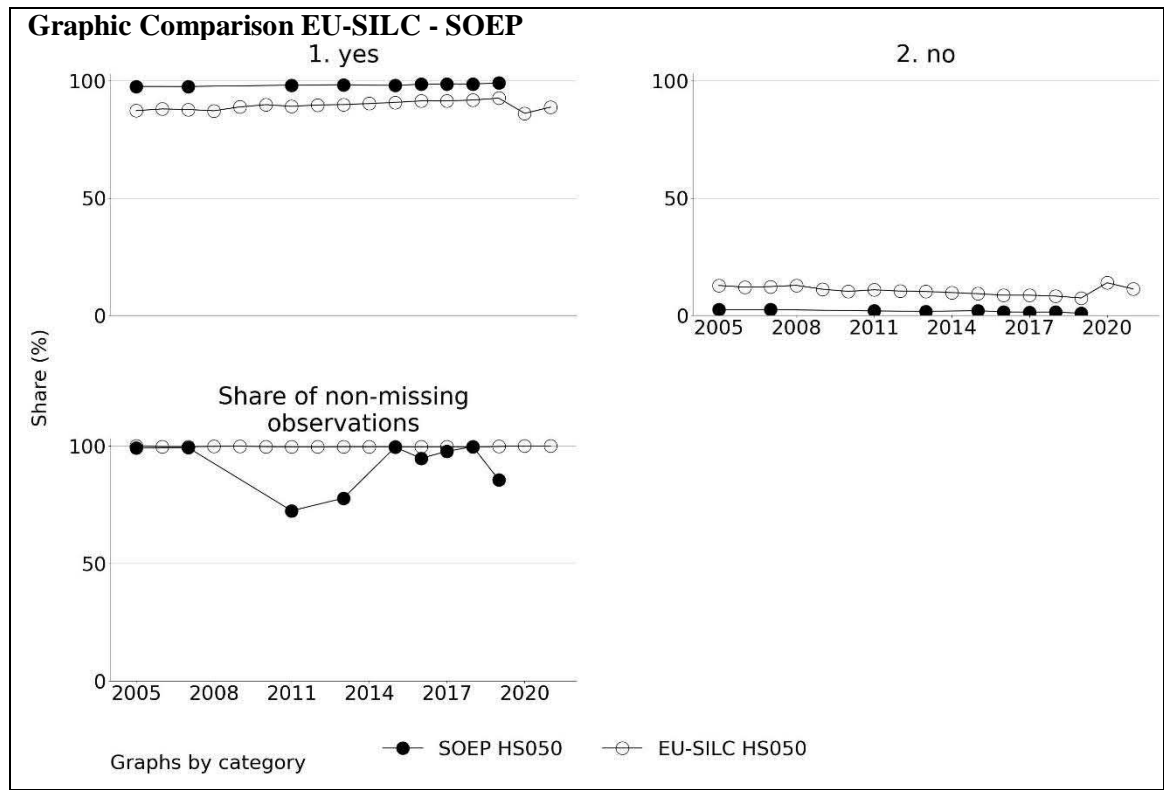 Graphic Comparison EU-SILC - SOEP
1. yes
100
50
0
2. no
100
50
0
2005 2008 2011 2014 2017 2020
Share (%)
Share of non-missing
observations
100
50
0
2005 2008 2011 2014 2017 2020
SOEP HS050 EU-SILC HS050
Graphs by category